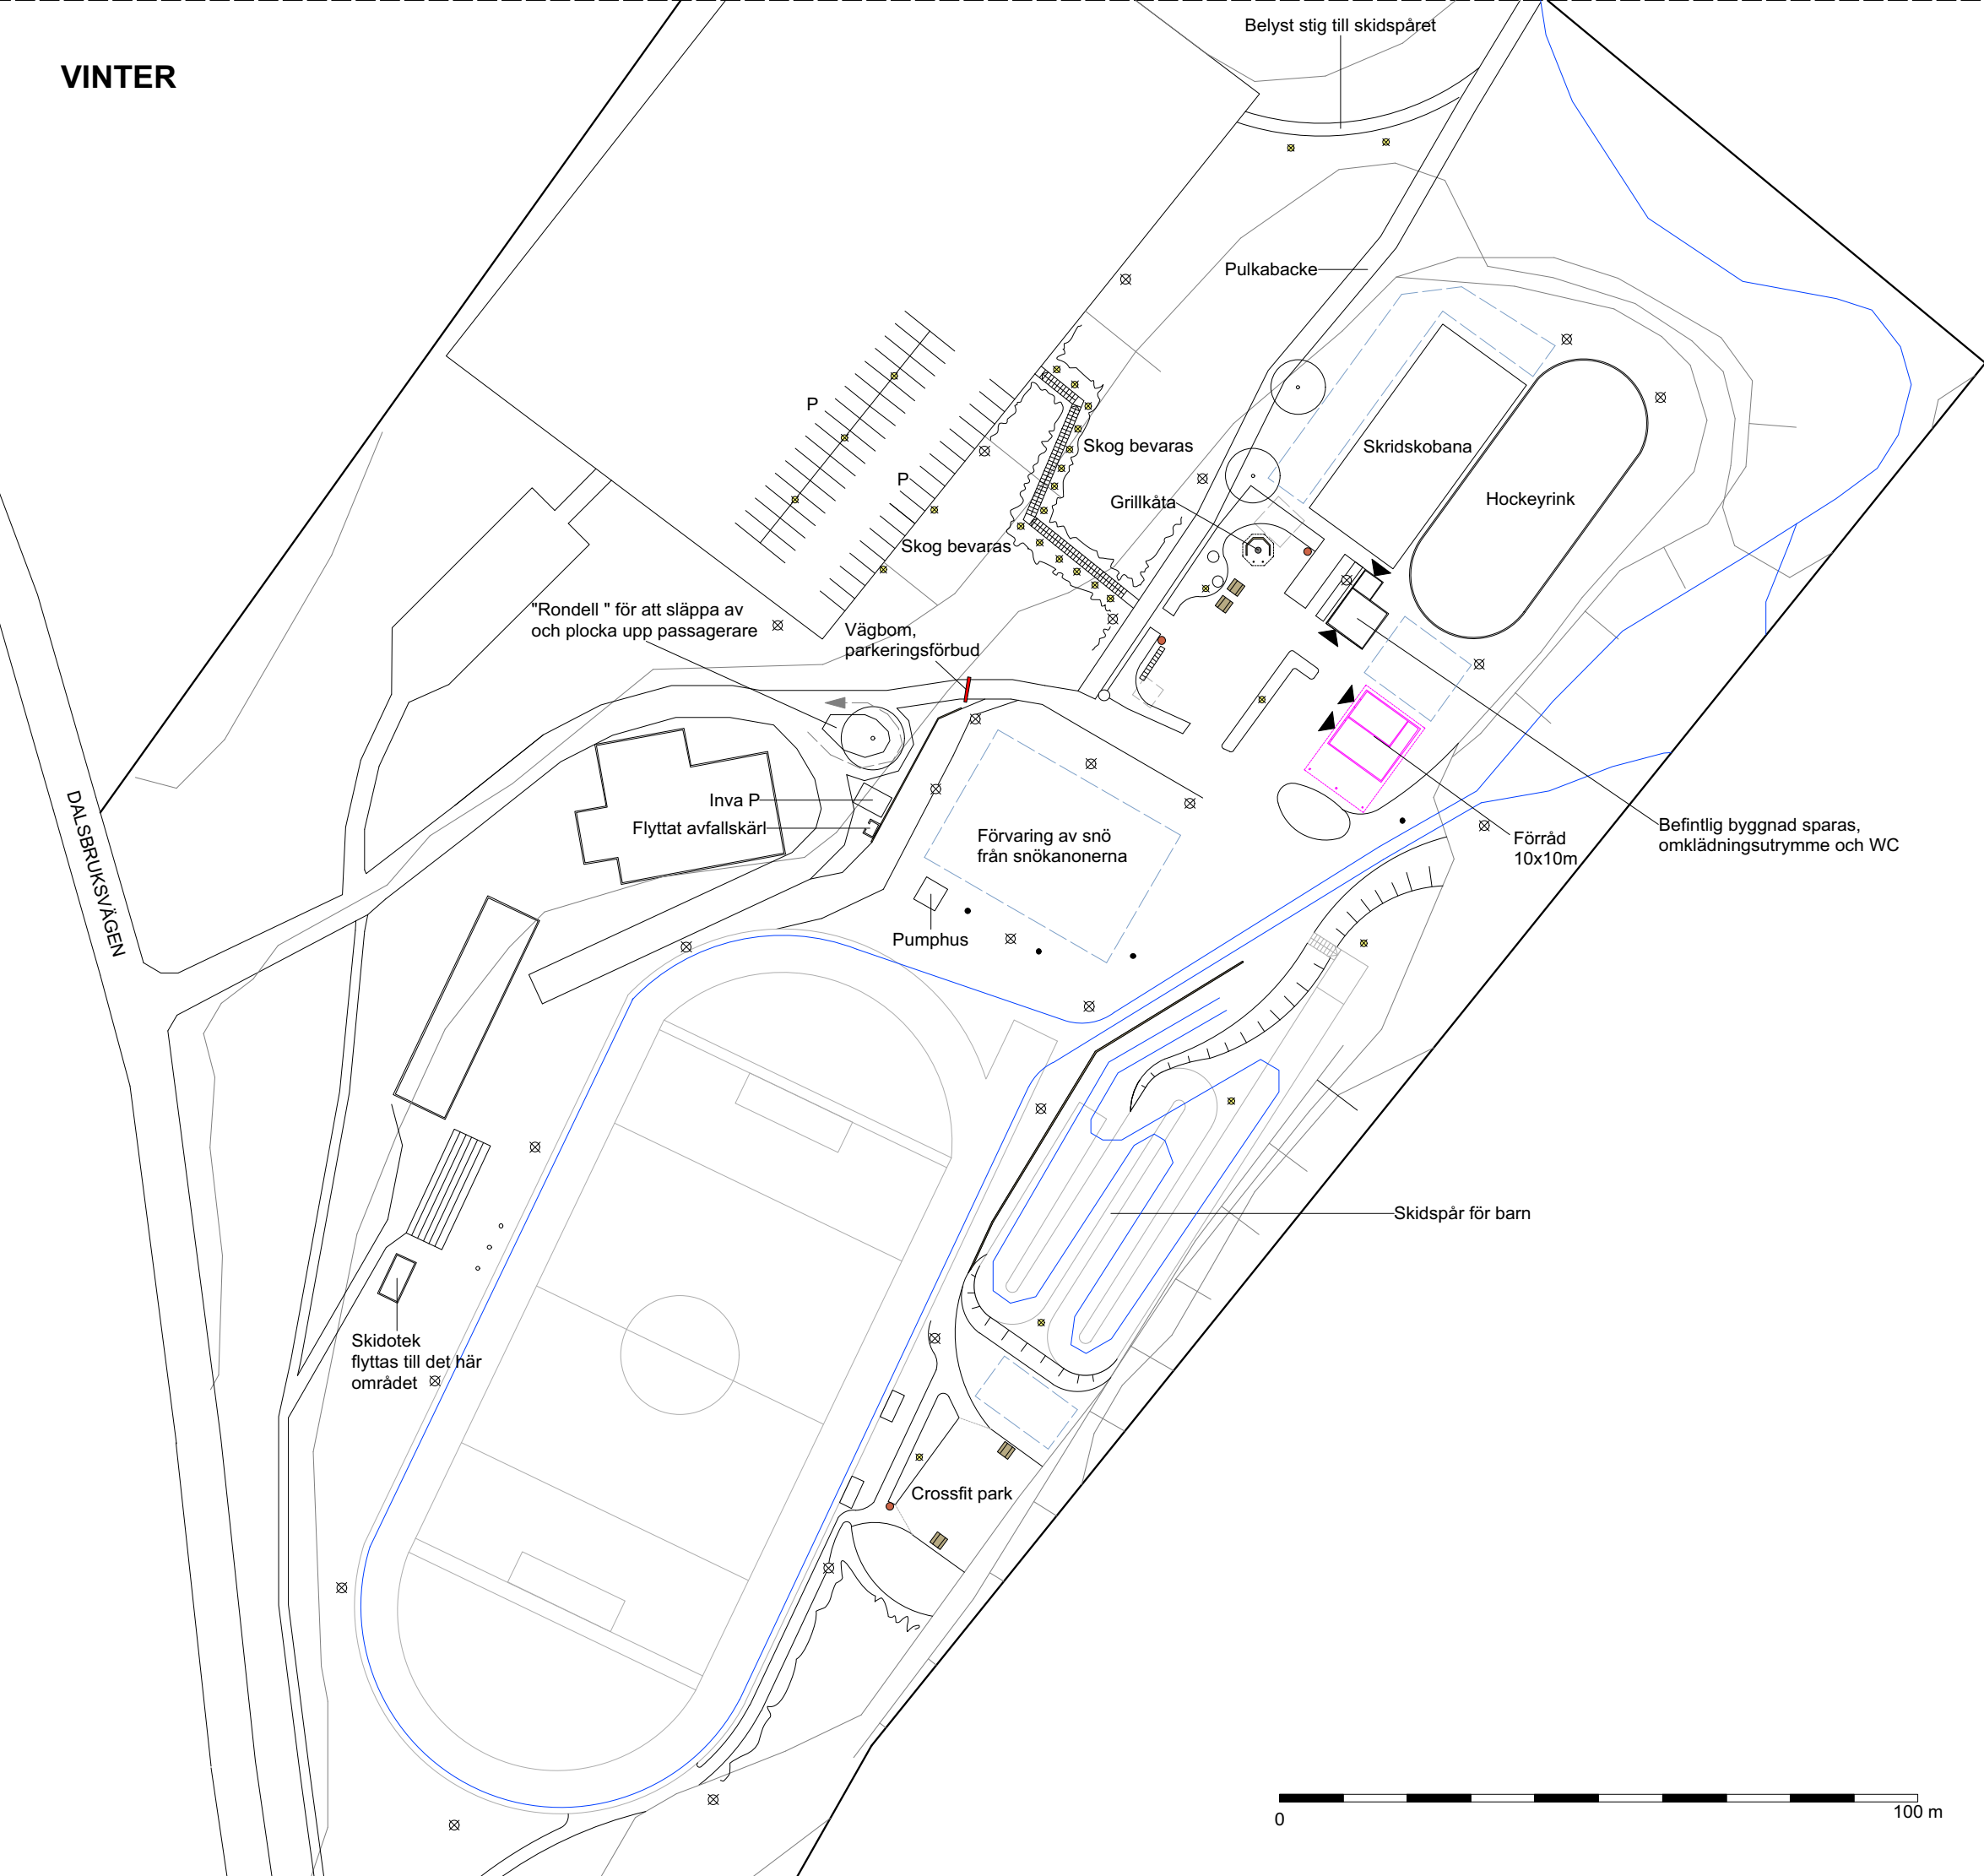 Belyst stig till skidspåret
VINTER
Pulkabacke
P
Skog bevaras
Skridskobana
P
Hockeyrink
Grillkåta
Skog bevaras
"Rondell " för att släppa av
och plocka upp passagerare
Vägbom,
parkeringsförbud
Inva P
Flyttat avfallskärl
DALSBRUKSVÄGEN
Förvaring av snö
från snökanonerna
Förråd
10x10m
Befintlig byggnad sparas,
omklädningsutrymme och WC
Pumphus
Skidspår för barn
Skidotek
flyttas till det här
området
Crossfit park
0
100 m